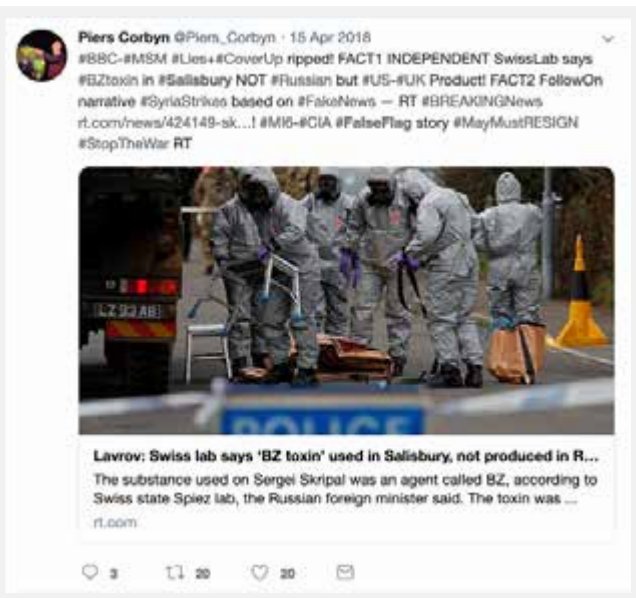 Piers Corbyn @Piers_Corbyn · 15 Apr 2018
#BBC-#MSM #Lies+#CoverUp ripped! FACT1 INDEPENDENT SwissLab says
#BZtoxin in #Salisbury NOT #Russian but #US-#UK Product! FACT2 FollowOn
narrative #SyriaStrikes based on #FakeNews — RT #BREAKINGNews
rt.com/news/424149-sk...! #MI6-#CIA #FalseFlag story #MayMustRESIGN
#StopTheWar RT
POLICE
Lavrov: Swiss lab says 'BZ toxin' used in Salisbury, not produced in R...
The substance used on Sergei Skripal was an agent called BZ, according to
Swiss state Spiez lab, the Russian foreign minister said. The toxin was ...
rt.com
3 20 20